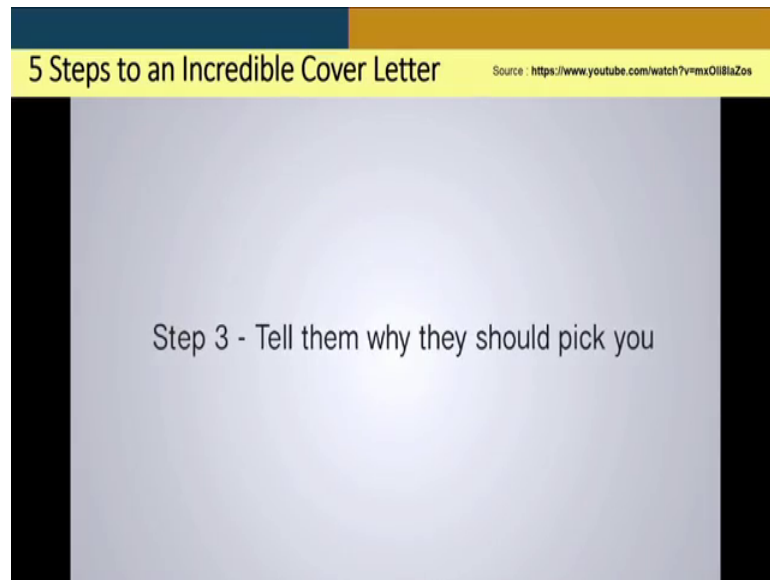 5 Steps to an Incredible Cover Letter
Source : https://www.youtube.com/watch?v=mxOli8laZos
Step 3 - Tell them why they should pick you